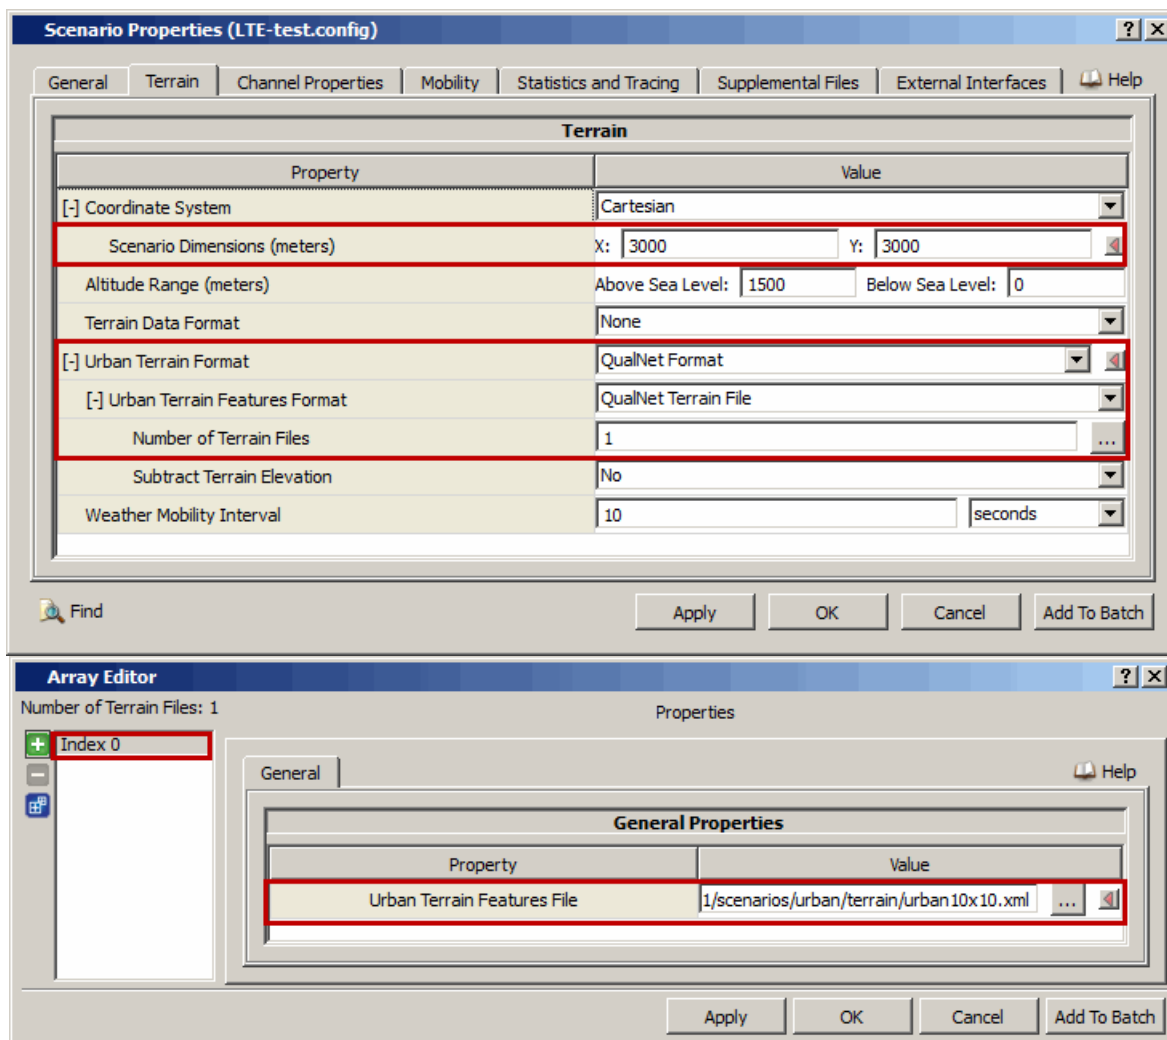 Scenario Properties (LTE-test.config)
General Terrain Channel Properties Mobility Statistics and Tracing Supplemental Files External Interfaces Help
Terrain
Property Value
[-] Coordinate System Cartesian
Scenario Dimensions (meters) X: 3000 Y: 3000
Altitude Range (meters) Above Sea Level: 1500 Below Sea Level: 0
Terrain Data Format None
[-] Urban Terrain Format QualNet Format
[-] Urban Terrain Features Format QualNet Terrain File
Number of Terrain Files 1 ...
Subtract Terrain Elevation No
Weather Mobility Interval 10 seconds
Find Apply OK Cancel Add To Batch
Array Editor
Number of Terrain Files: 1 Properties
Index 0
General Help
General Properties
Property Value
Urban Terrain Features File 1/scenarios/urban/terrain/urban10x10.xml ...
Apply OK Cancel Add To Batch